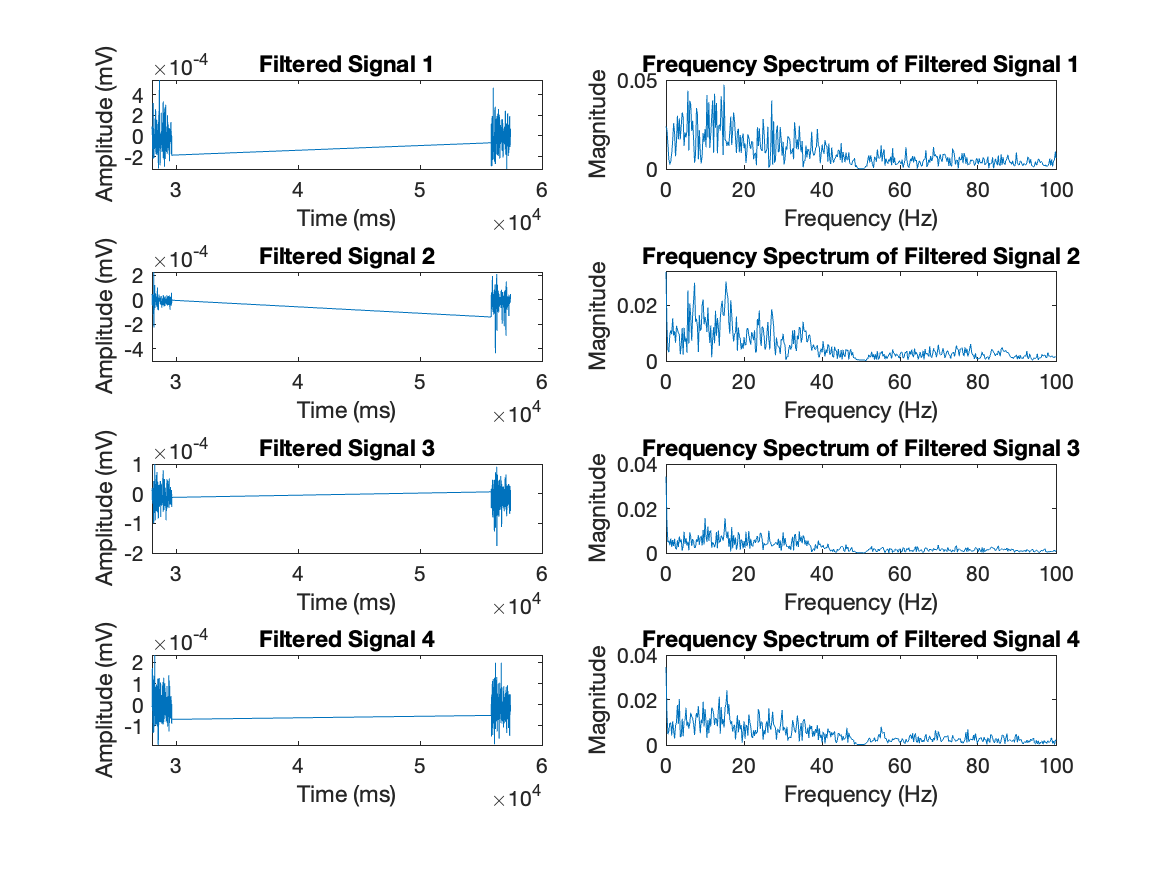 Filtered Signal 1
×10-4
Amplitude (mV)
4
2
0
-2
3 4 5 6
Time (ms)
×104
Frequency Spectrum of Filtered Signal 1
Magnitude
0.05
0
0 20 40 60 80 100
Frequency (Hz)
Filtered Signal 2
×10-4
Amplitude (mV)
2
0
-2
-4
3 4 5 6
Time (ms)
×104
Frequency Spectrum of Filtered Signal 2
Magnitude
0.02
0
0 20 40 60 80 100
Frequency (Hz)
Filtered Signal 3
×10-4
Amplitude (mV)
1
0
-1
-2
3 4 5 6
Time (ms)
×104
Frequency Spectrum of Filtered Signal 3
Magnitude
0.04
0.02
0
0 20 40 60 80 100
Frequency (Hz)
Filtered Signal 4
×10-4
Amplitude (mV)
2
1
0
-1
3 4 5 6
Time (ms)
×104
Frequency Spectrum of Filtered Signal 4
Magnitude
0.04
0.02
0
0 20 40 60 80 100
Frequency (Hz)